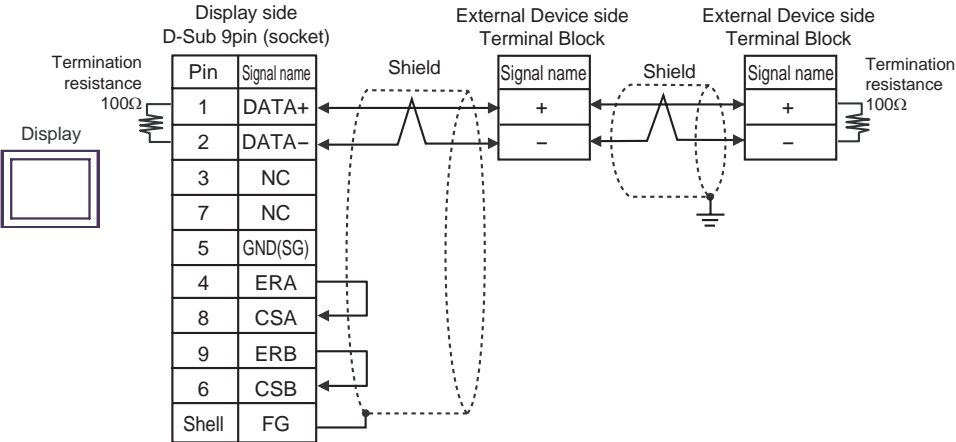 Display side
D-Sub 9pin (socket)
External Device side
Terminal Block
External Device side
Terminal Block
Termination
resistance
100Ω
Pin Signal name
Shield
Signal name
Shield
Signal name
Termination
resistance
100Ω
1 DATA+
+
+
Display
2 DATA−
−
−
3 NC
7 NC
5 GND(SG)
4 ERA
8 CSA
9 ERB
6 CSB
Shell FG